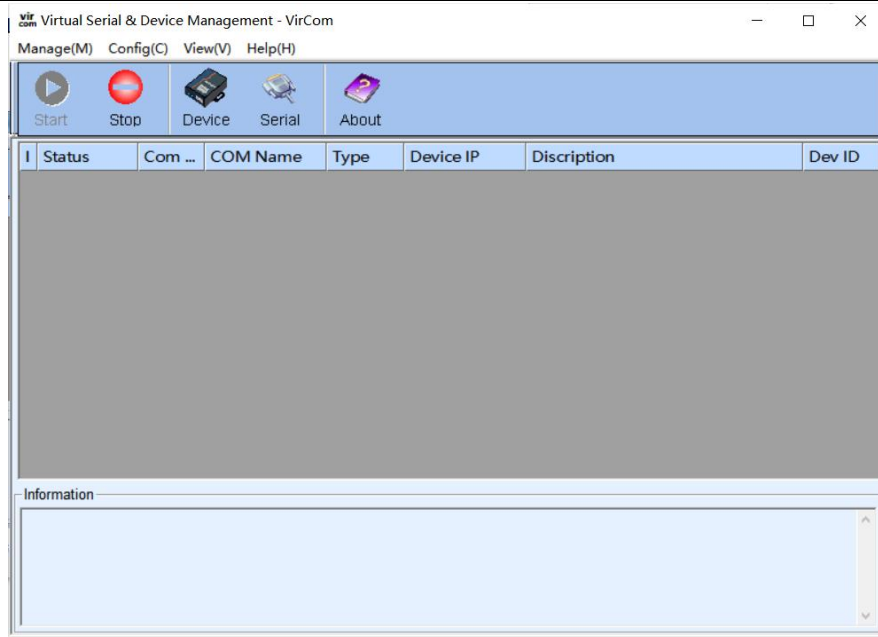 vir com Virtual Serial & Device Management - VirCom
Manage(M) Config(C) View(V) Help(H)
Start Stop Device Serial About
I Status Com ... COM Name Type Device IP Discription Dev ID
Information